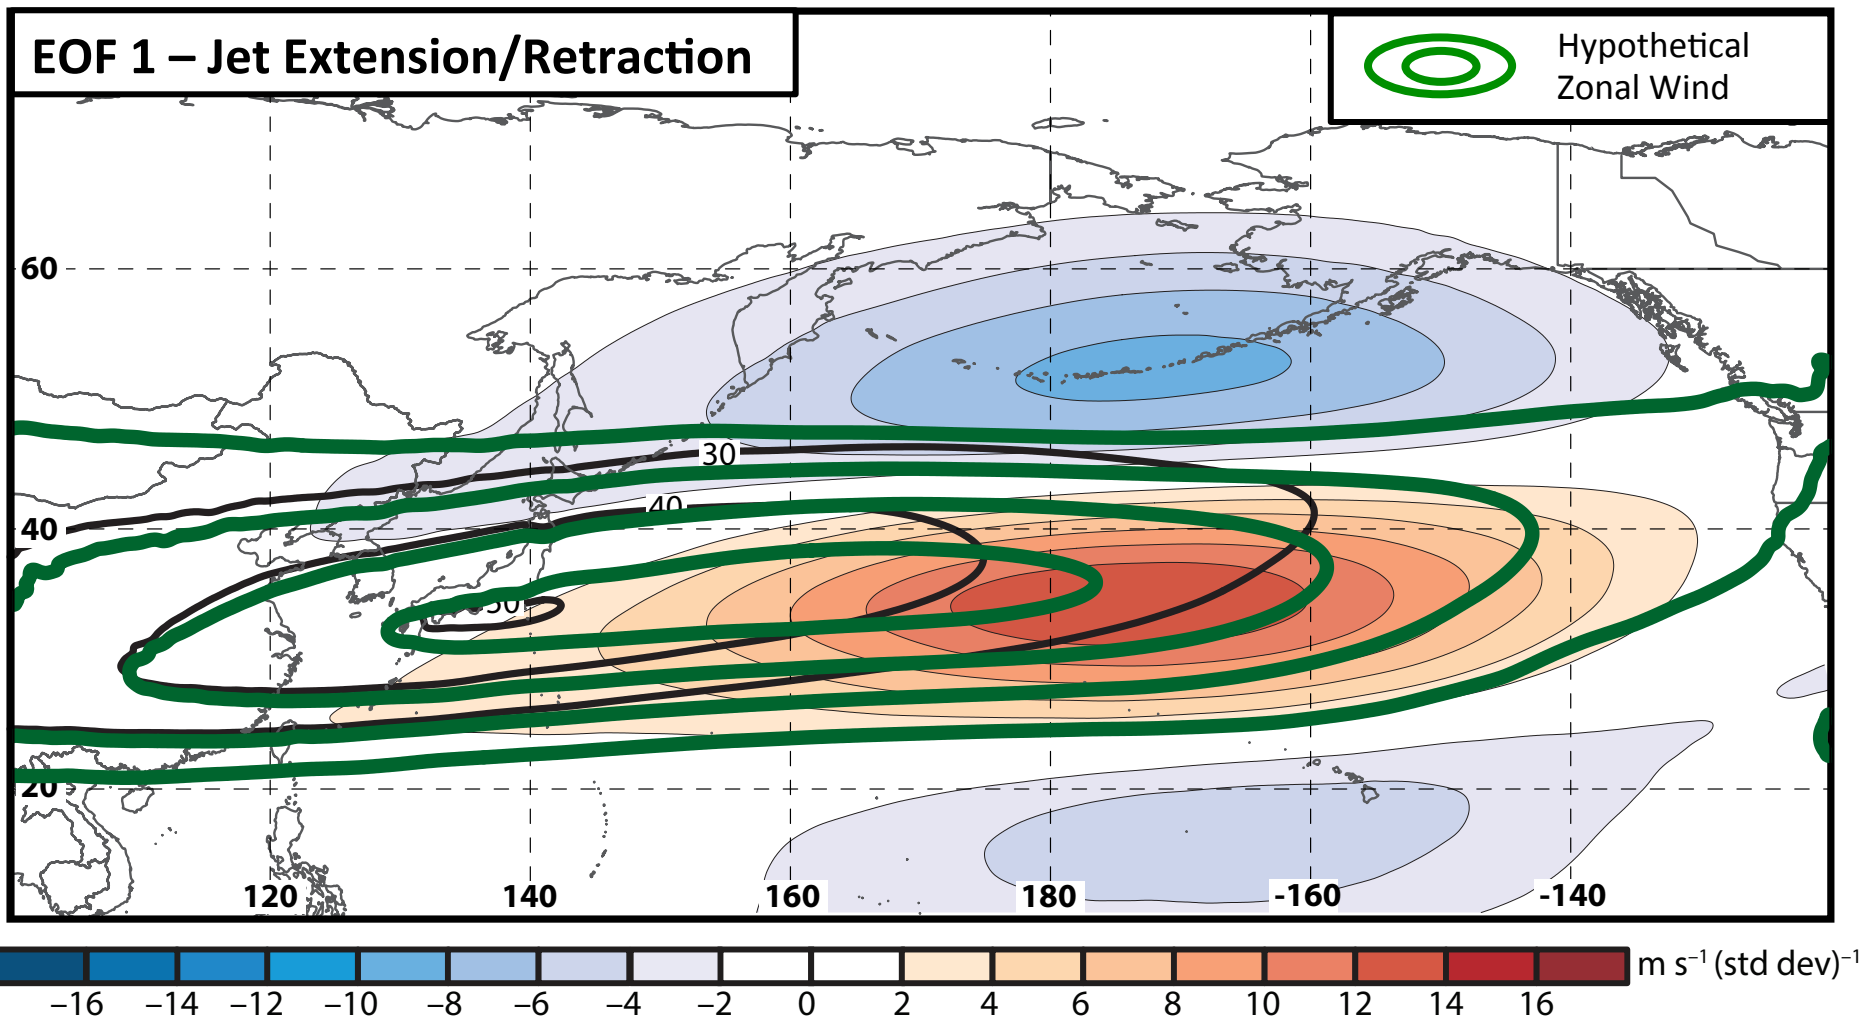 EOF 1 – Jet Extension/Retraction
Hypothetical
Zonal Wind
60
30
40
40
50
20
120 140 160 180 -160 -140
m s⁻¹ (std dev)⁻¹
−16 −14 −12 −10 −8 −6 −4 −2 0 2 4 6 8 10 12 14 16